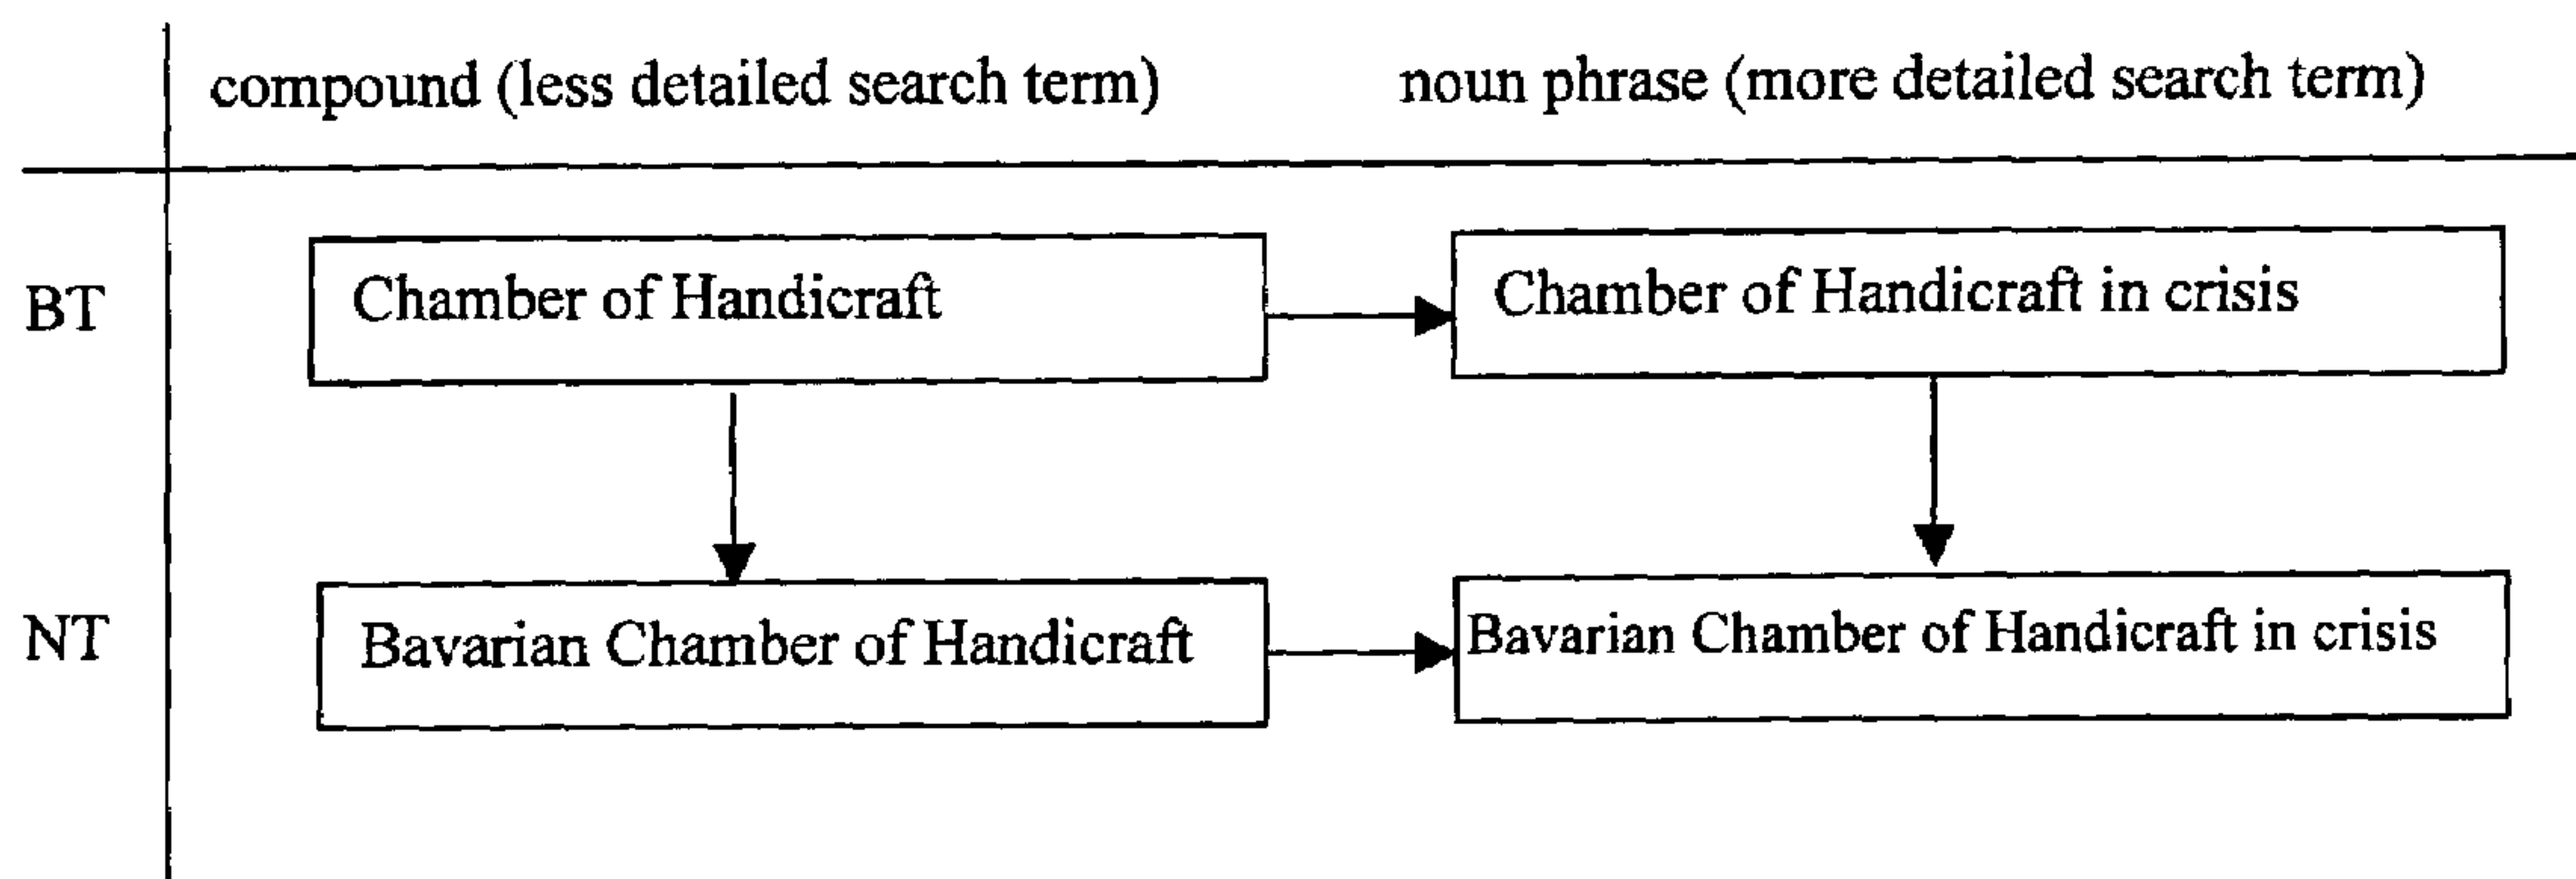 compound (less detailed search term) noun phrase (more detailed search term)
BT Chamber of Handicraft Chamber of Handicraft in crisis
NT Bavarian Chamber of Handicraft Bavarian Chamber of Handicraft in crisis